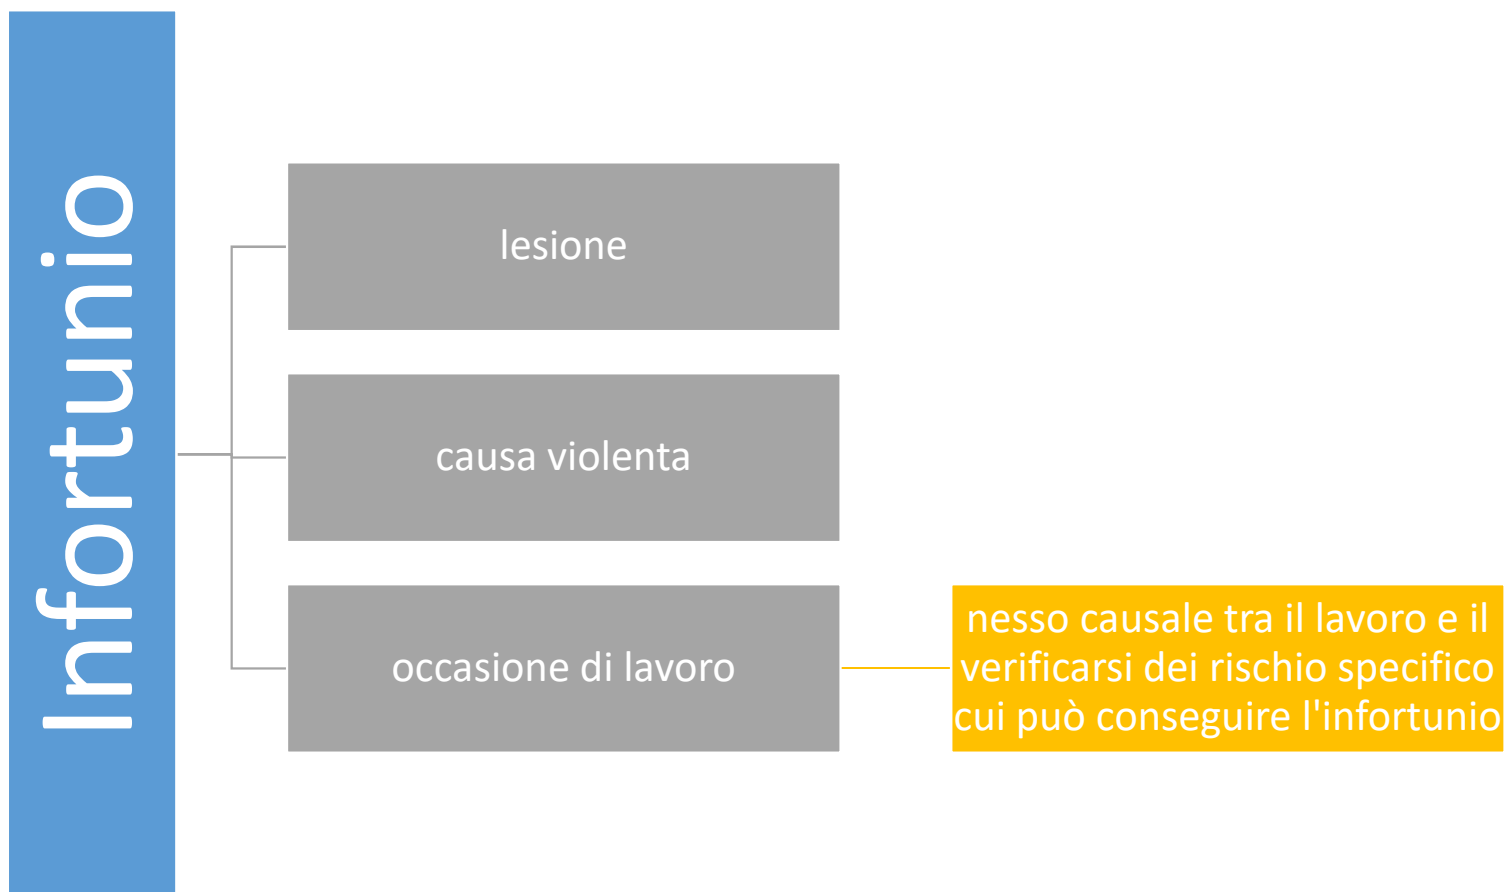 Infortunio
lesione
causa violenta
occasione di lavoro
nesso causale tra il lavoro e il
verificarsi dei rischio specifico
cui può conseguire l'infortunio